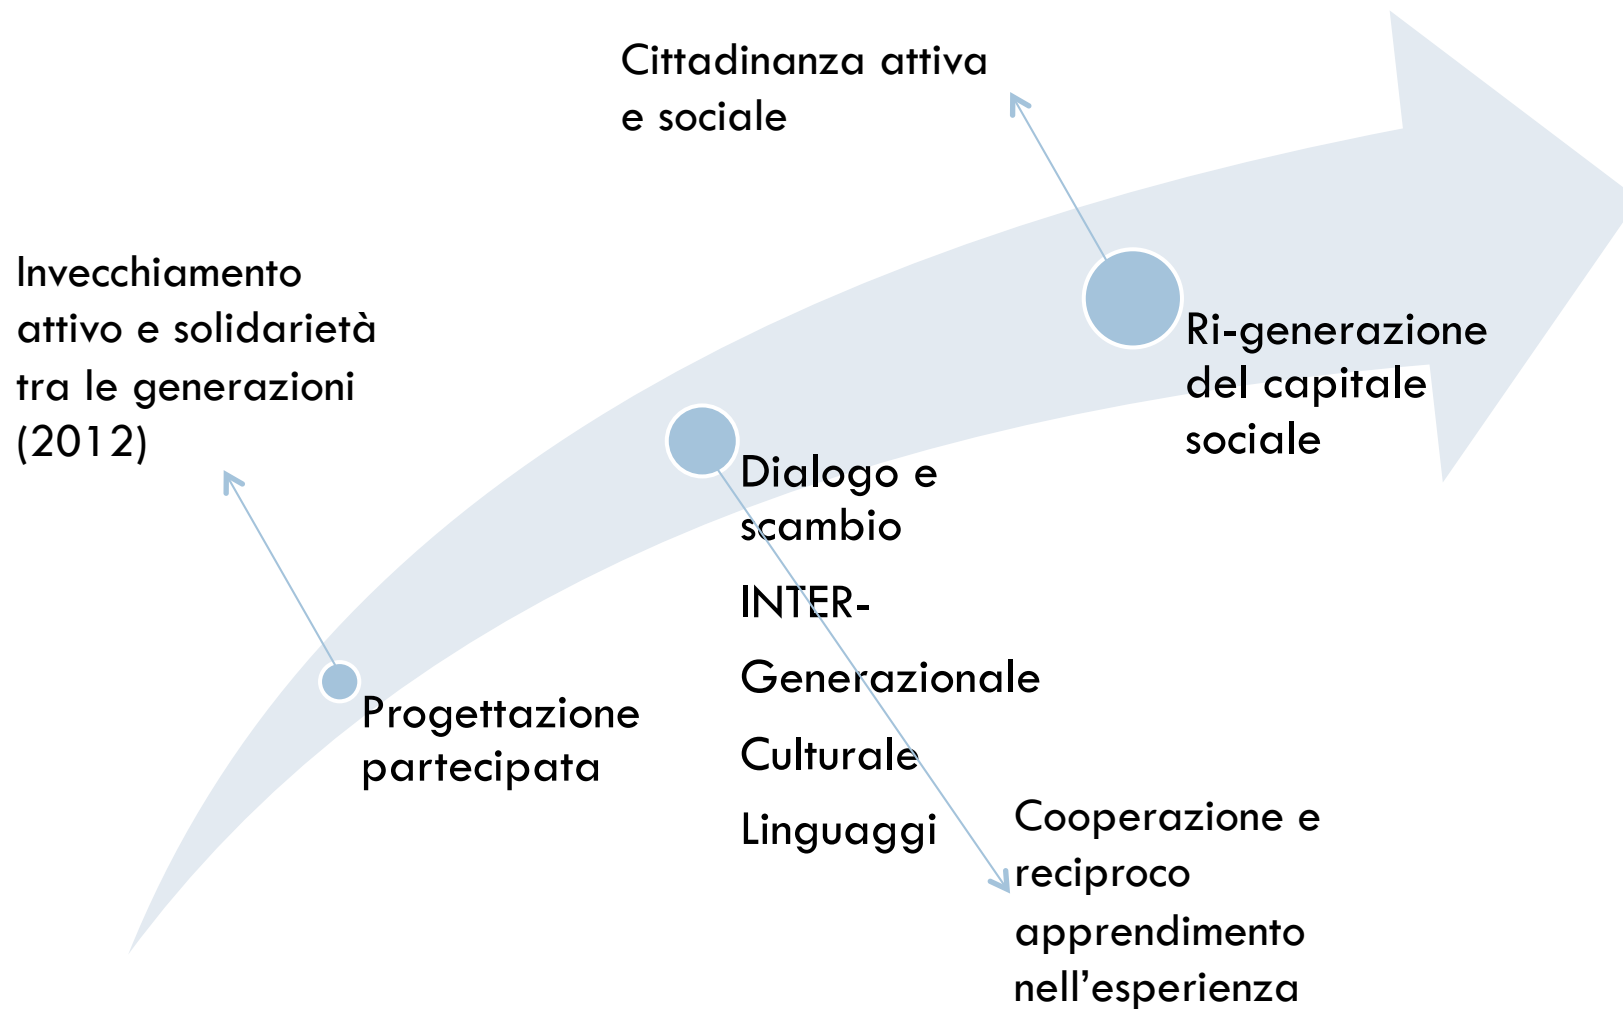 Cittadinanza attiva
e sociale
Invecchiamento
attivo e solidarietà
tra le generazioni
(2012)
Ri-generazione
del capitale
sociale
Dialogo e
scambio
INTER-
Generazionale
Culturale
Linguaggi
Progettazione
partecipata
Cooperazione e
reciproco
apprendimento
nell’esperienza